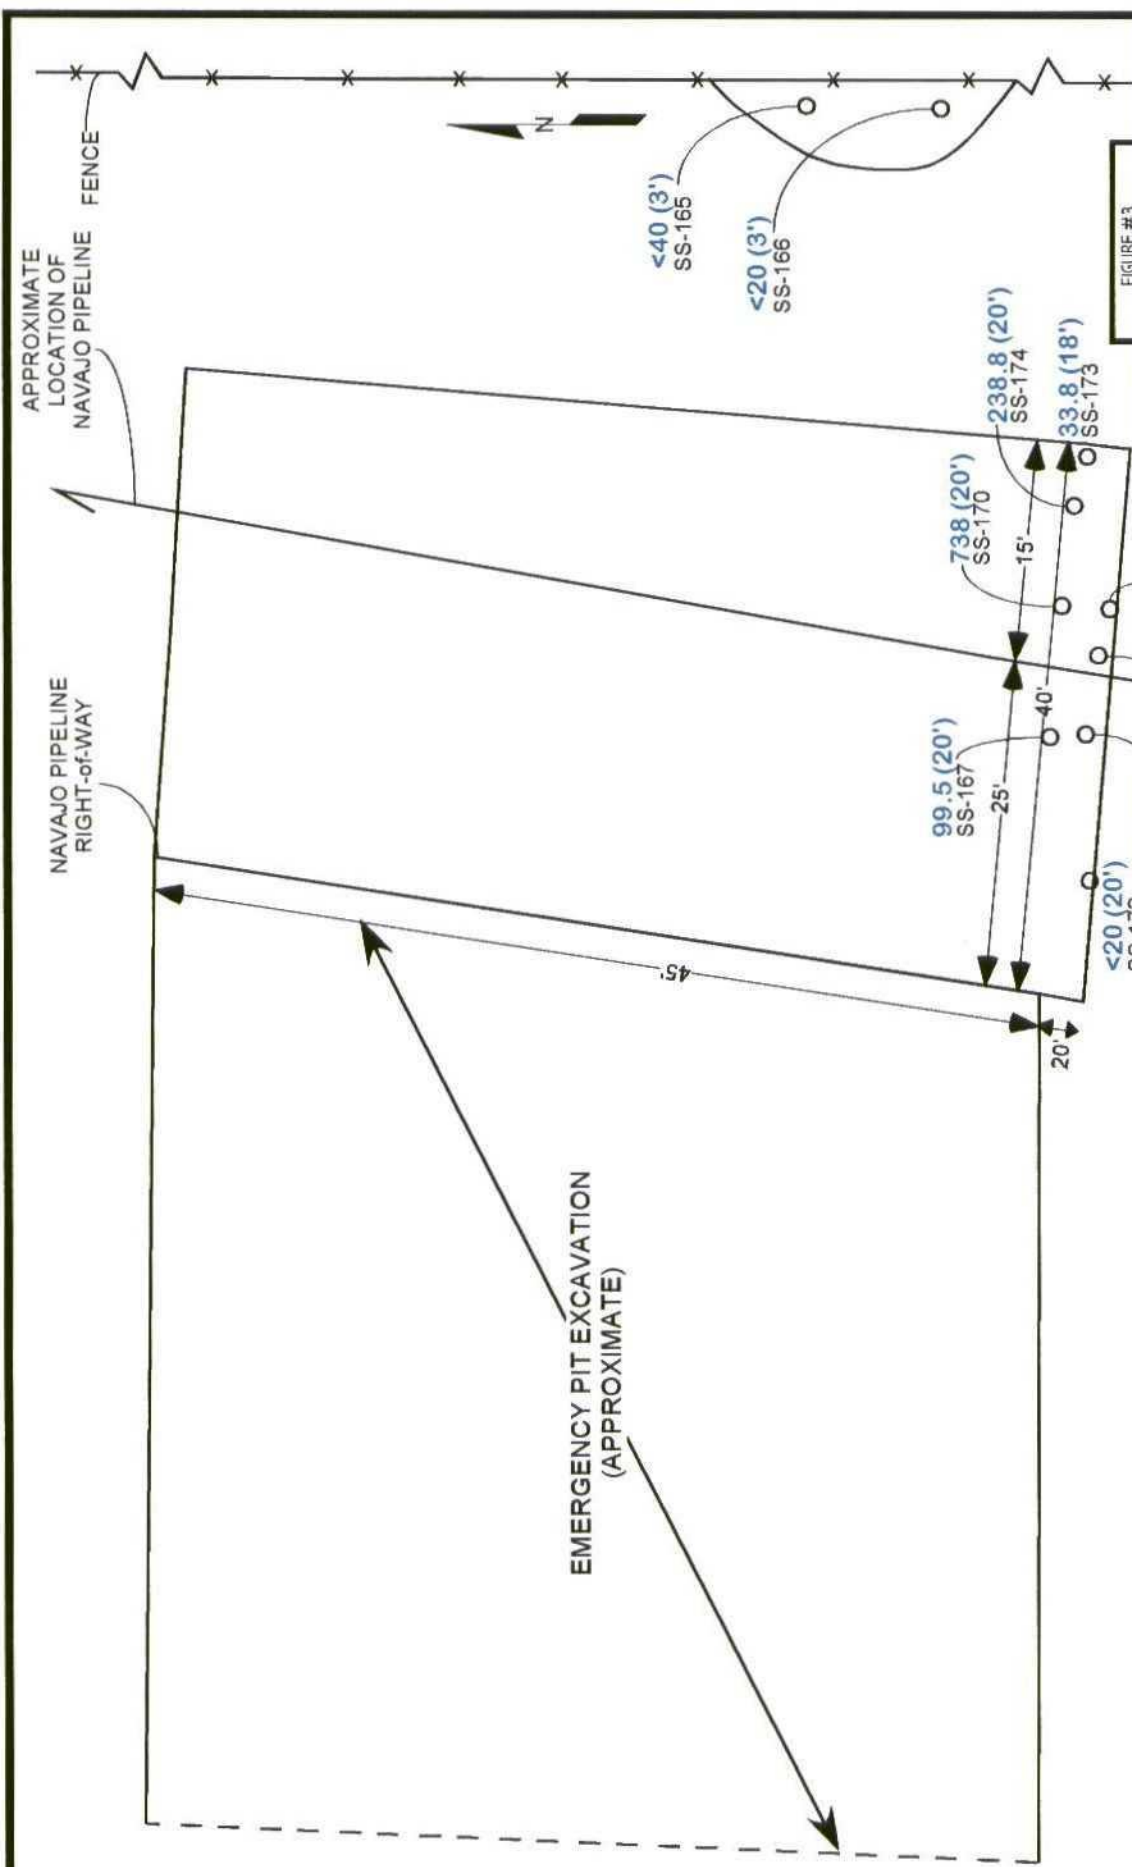 APPROXIMATE
LOCATION OF
NAVAJO PIPELINE
FENCE
NAVAJO PIPELINE
RIGHT-of-WAY
N
<40 (3')
SS-165
<20 (3')
SS-166
FIGURE #3
238.8 (20')
SS-174
33.8 (18')
SS-173
738 (20')
SS-170
15'
40'
99.5 (20')
SS-167
25'
<20 (20')
45'
20'
EMERGENCY PIT EXCAVATION
(APPROXIMATE)